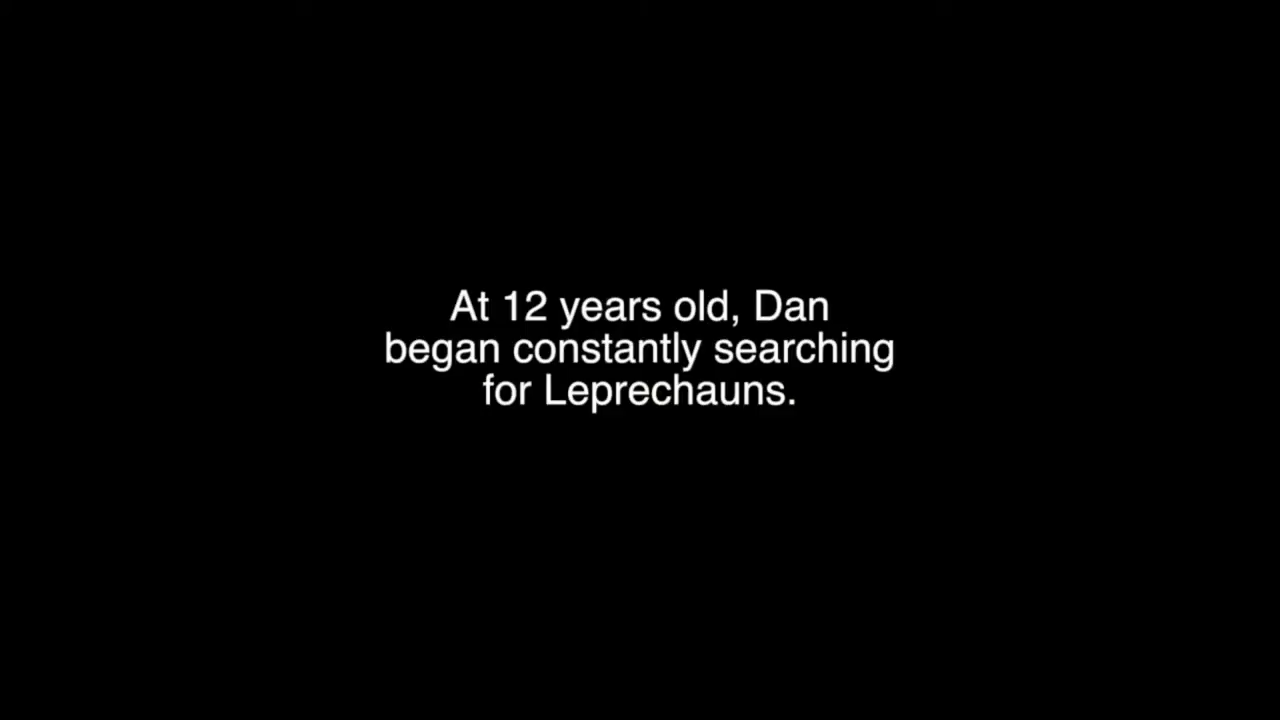 At 12 years old, Dan
began constantly searching
for Leprechauns.